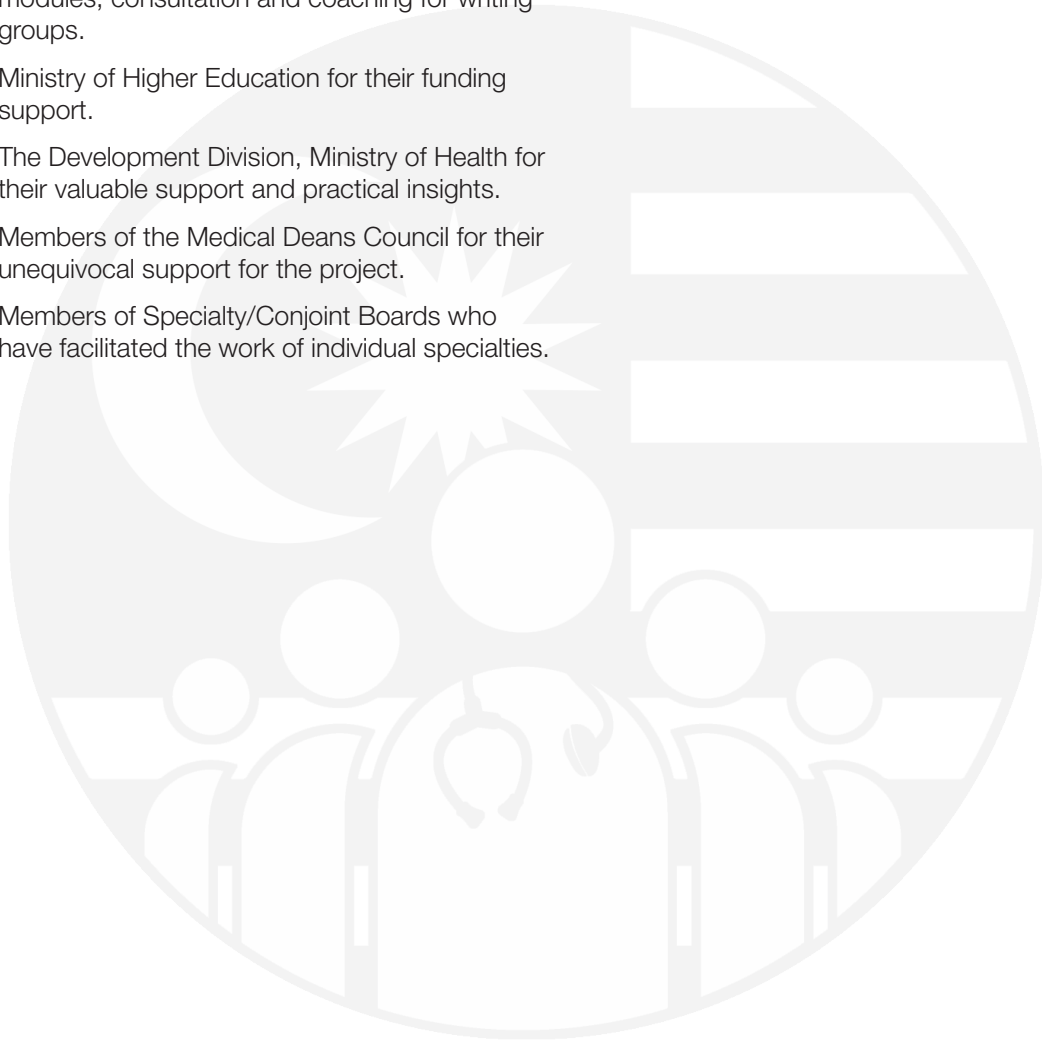 modules, consultation and coaching for writing
groups.
Ministry of Higher Education for their funding
support.
The Development Division, Ministry of Health for
their valuable support and practical insights.
Members of the Medical Deans Council for their
unequivocal support for the project.
Members of Specialty/Conjoint Boards who
have facilitated the work of individual specialties.